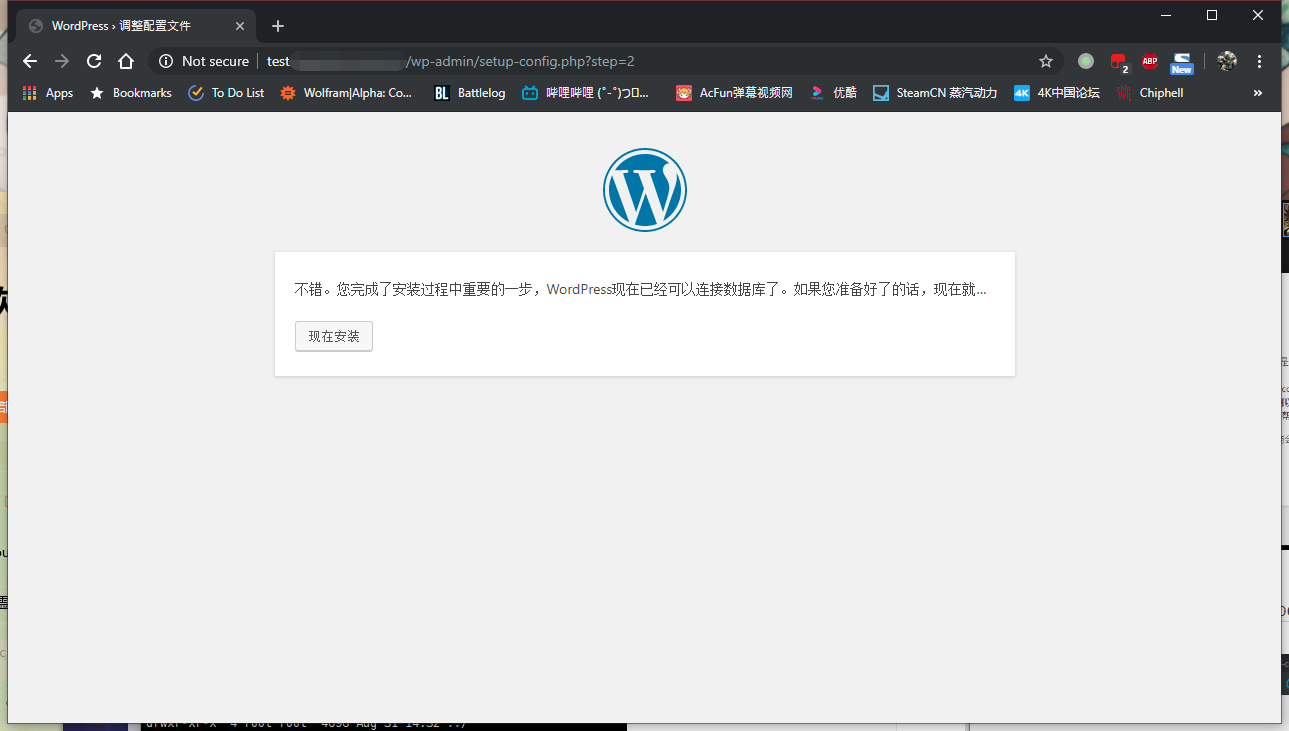 WordPress › 调整配置文件
Not secure
test
/wp-admin/setup-config.php?step=2
2
ABP
New
Apps
Bookmarks
To Do List
Wolfram|Alpha: Co...
BL
Battlelog
哔哩哔哩 (゜-゜)つロ...
AcFun弹幕视频网
优酷
SteamCN 蒸汽动力
4K
4K中国论坛
Chiphell
»
W
不错。您完成了安装过程中重要的一步，WordPress现在已经可以连接数据库了。如果您准备好了的话，现在就…
现在安装
drwxr-xr-x 4 root root 4096 Aug 31 14:32 ../